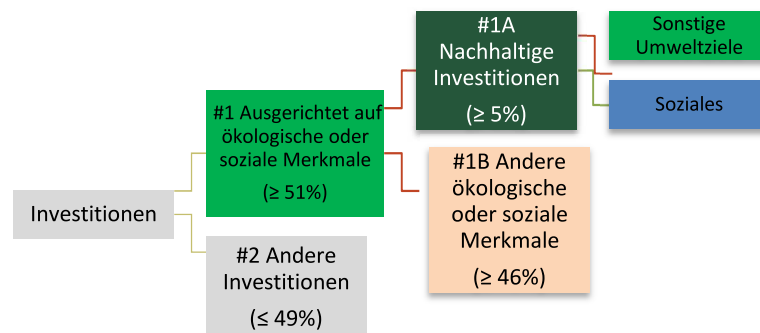 Investitionen
#1 Ausgerichtet auf
ökologische oder
soziale Merkmale
(≥ 51%)
#2 Andere
Investitionen
(≤ 49%)
#1A
Nachhaltige
Investitionen
(≥ 5%)
#1B Andere
ökologische
oder soziale
Merkmale
(≥ 46%)
Sonstige
Umweltziele
Soziales